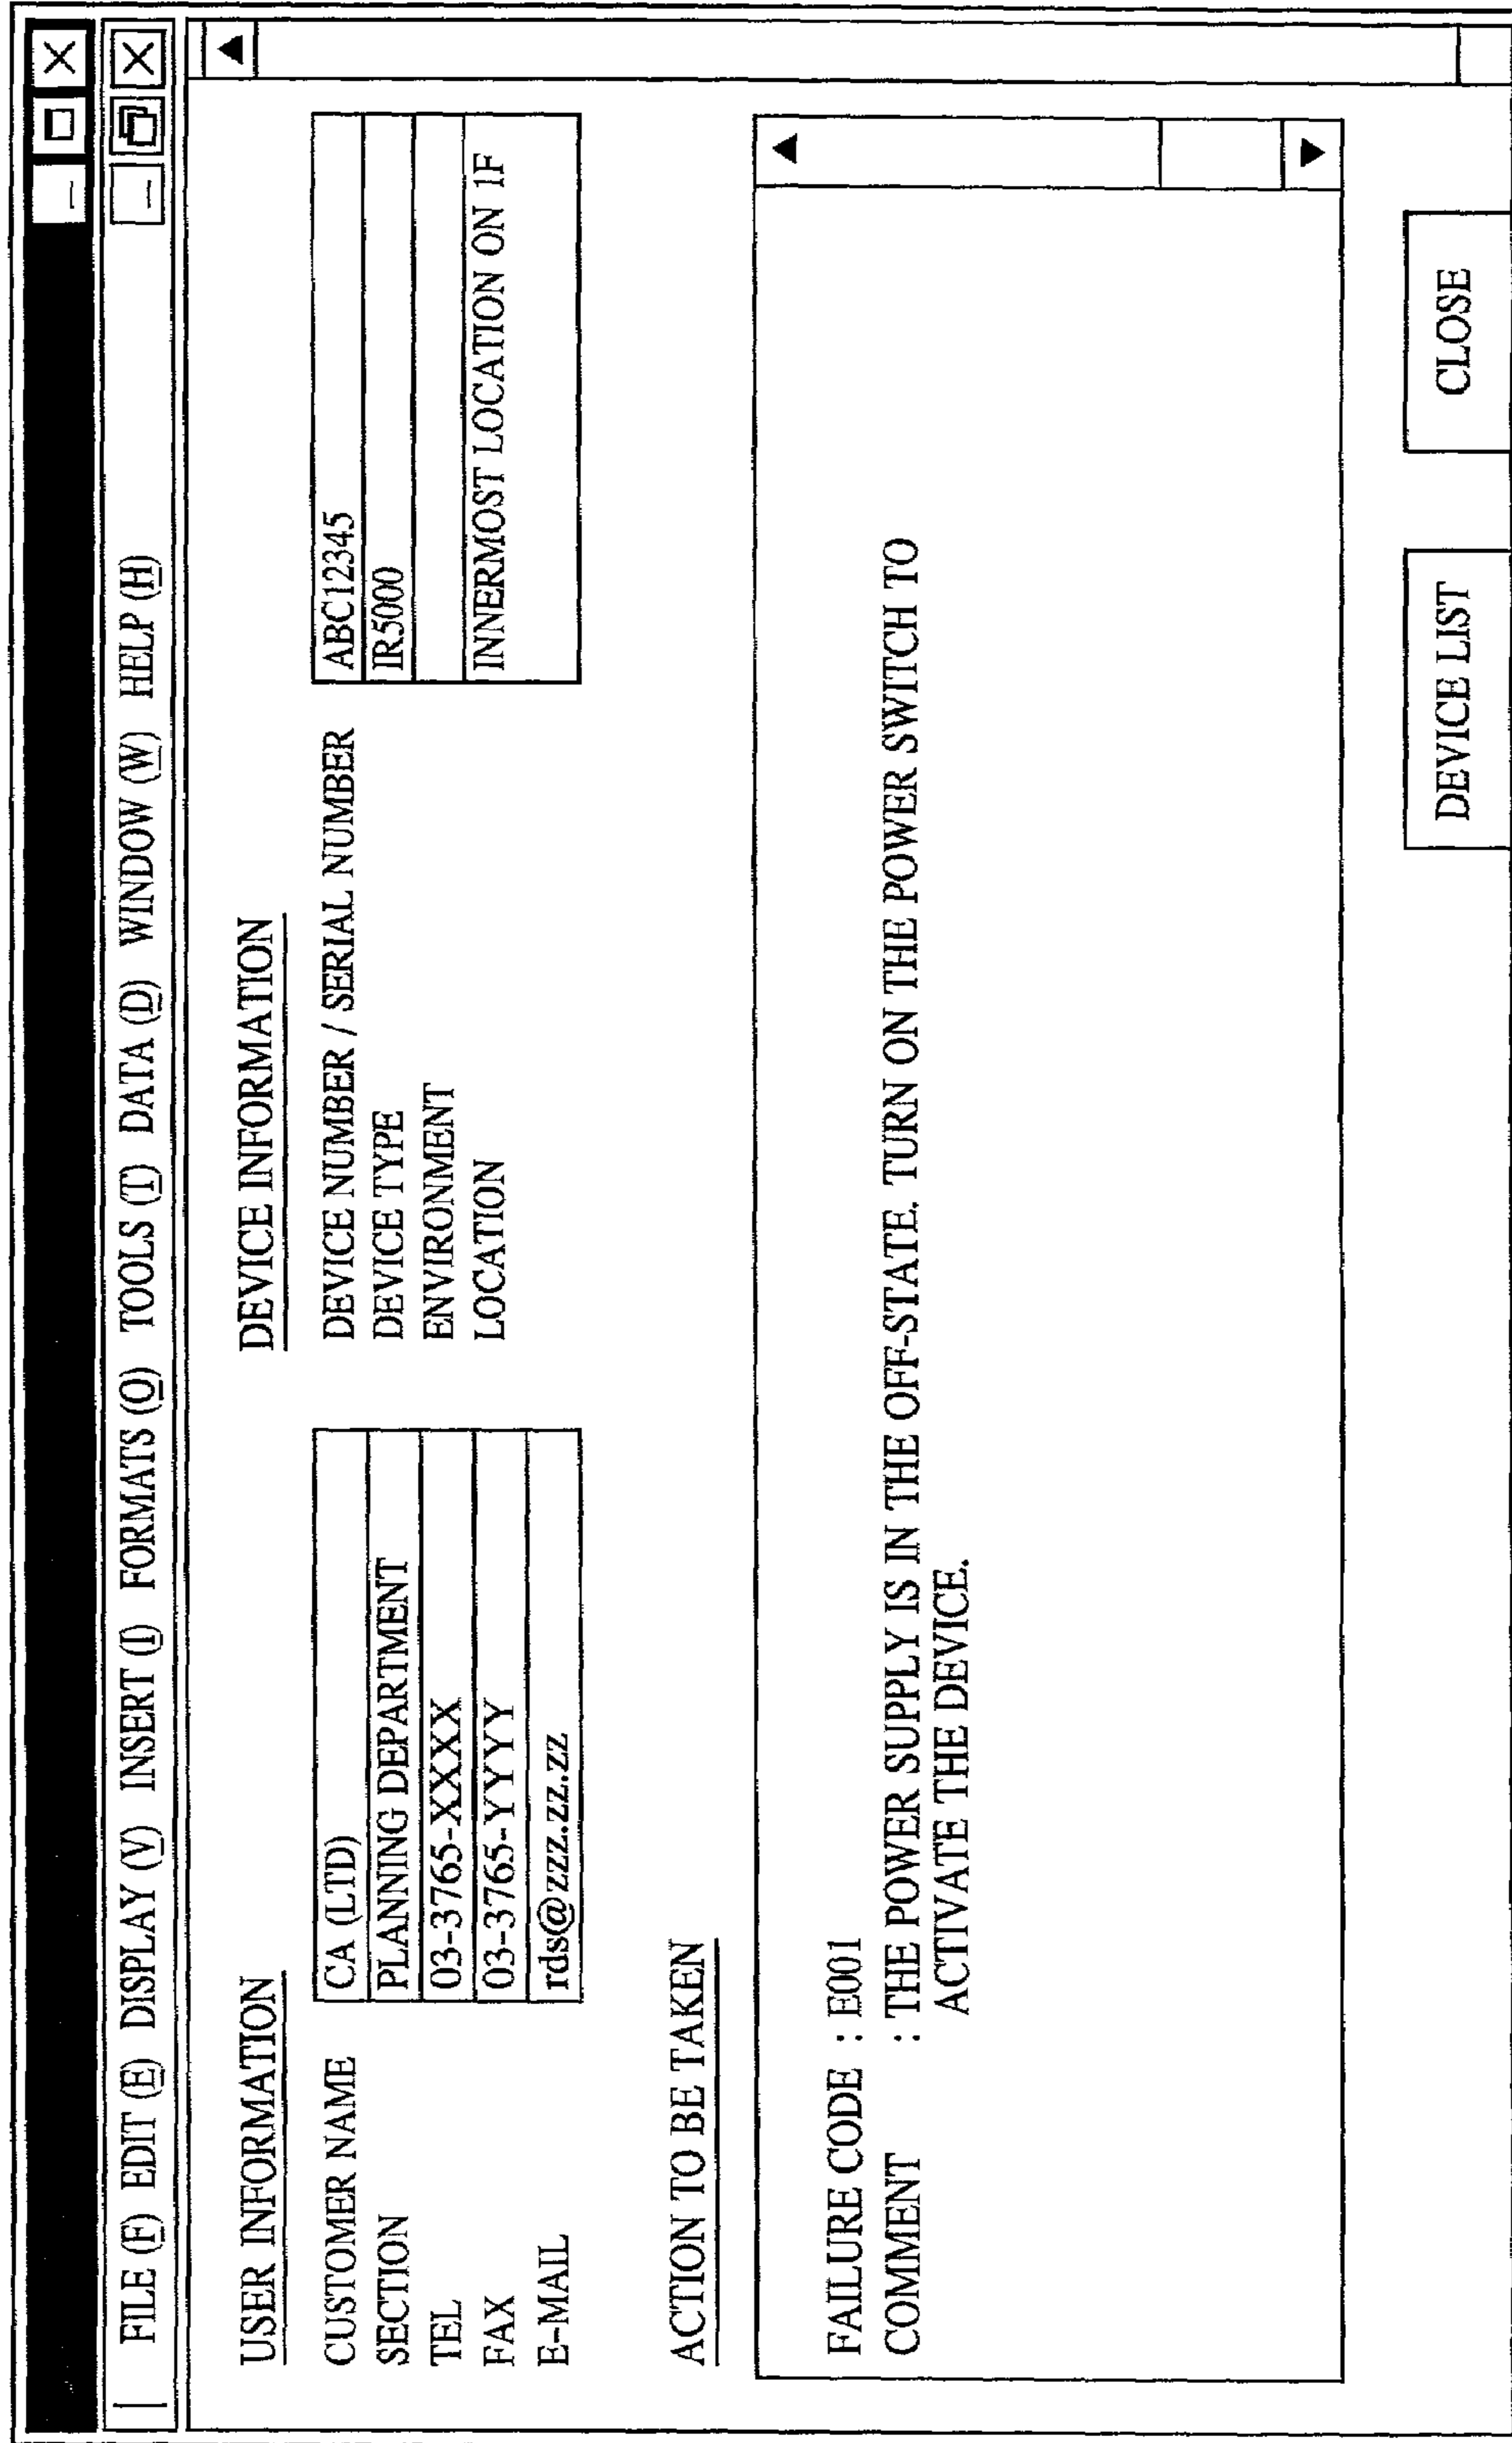 FILE (F) EDIT (E) DISPLAY (V) INSERT (I) FORMATS (O) TOOLS (T) DATA (D) WINDOW (W) HELP (H)
USER INFORMATION
CUSTOMER NAME CA (LTD)
SECTION PLANNING DEPARTMENT
TEL 03-3765-XXXX
FAX 03-3765-YYYY
E-MAIL rds@zzz.zz.zz
DEVICE INFORMATION
DEVICE NUMBER / SERIAL NUMBER ABC12345
DEVICE TYPE IR5000
ENVIRONMENT
LOCATION INNERMOST LOCATION ON 1F
ACTION TO BE TAKEN
FAILURE CODE : E001
COMMENT : THE POWER SUPPLY IS IN THE OFF-STATE. TURN ON THE POWER SWITCH TO
ACTIVATE THE DEVICE.
DEVICE LIST CLOSE